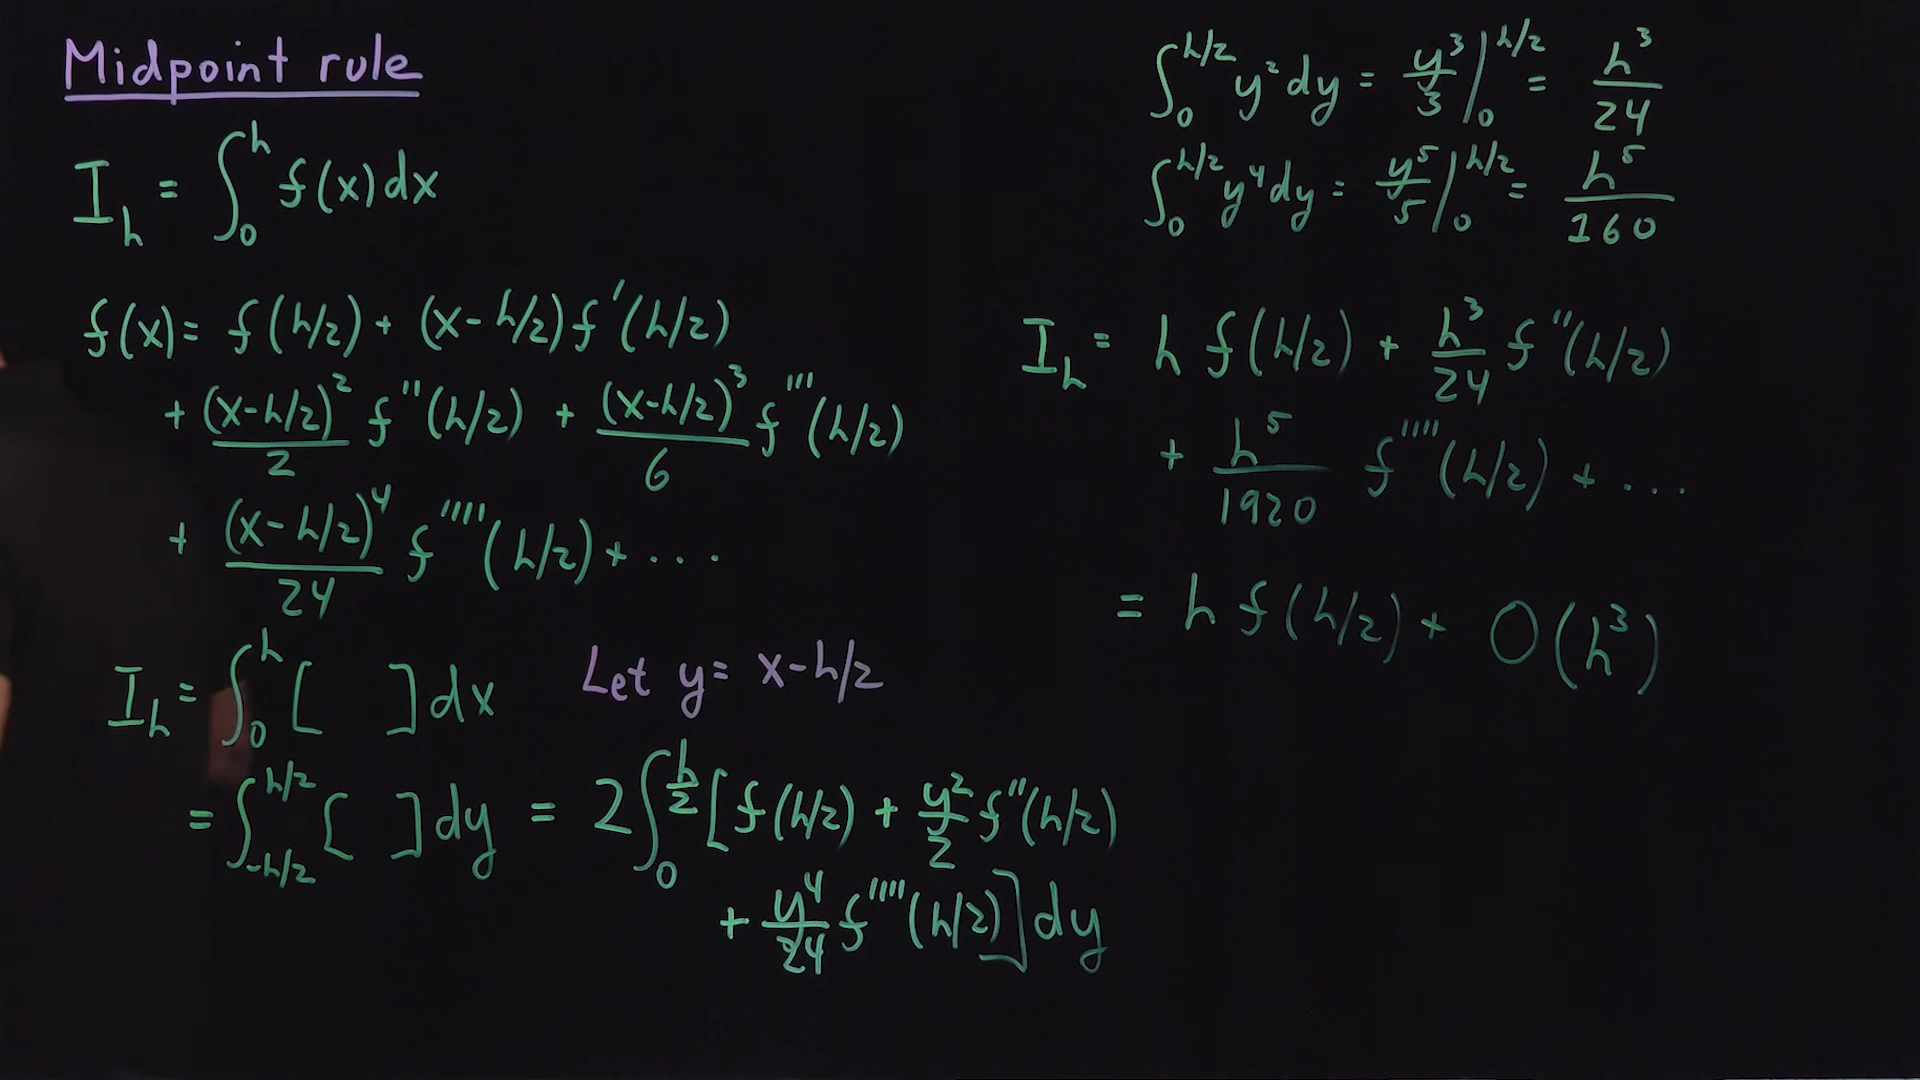 Midpoint rule
I_h = ∫_0^h f(x)dx
f(x)= f(h/2) + (x-h/2)f'(h/2)
+ (x-h/2)^2/2 f''(h/2) + (x-h/2)^3/6 f'''(h/2)
+ (x-h/2)^4/24 f''''(h/2) + ....
I_h = ∫_0^h [ ] dx Let y= x-h/2
= ∫_{-h/2}^{h/2} [ ] dy = 2∫_0^{h/2} [f(h/2) + y^2/2 f''(h/2)
+ y^4/24 f''''(h/2)] dy
∫_0^{h/2} y^2 dy = y^3/3 |_0^{h/2} = h^3/24
∫_0^{h/2} y^4 dy = y^5/5 |_0^{h/2} = h^5/160
I_h = h f(h/2) + h^3/24 f''(h/2)
+ h^5/1920 f''''(h/2) + ....
= h f(h/2) + O(h^3)